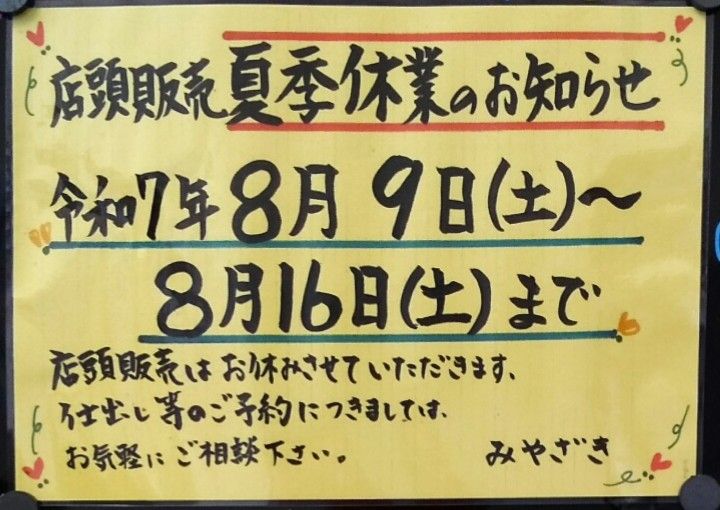 店頭販売夏季休業のお知らせ
令和7年8月9日(土)~
8月16日(土)まで
店頭販売はお休みさせていただきます、
仕出し等のご予約につきましては、
お気軽にご相談下さい。
みやざき